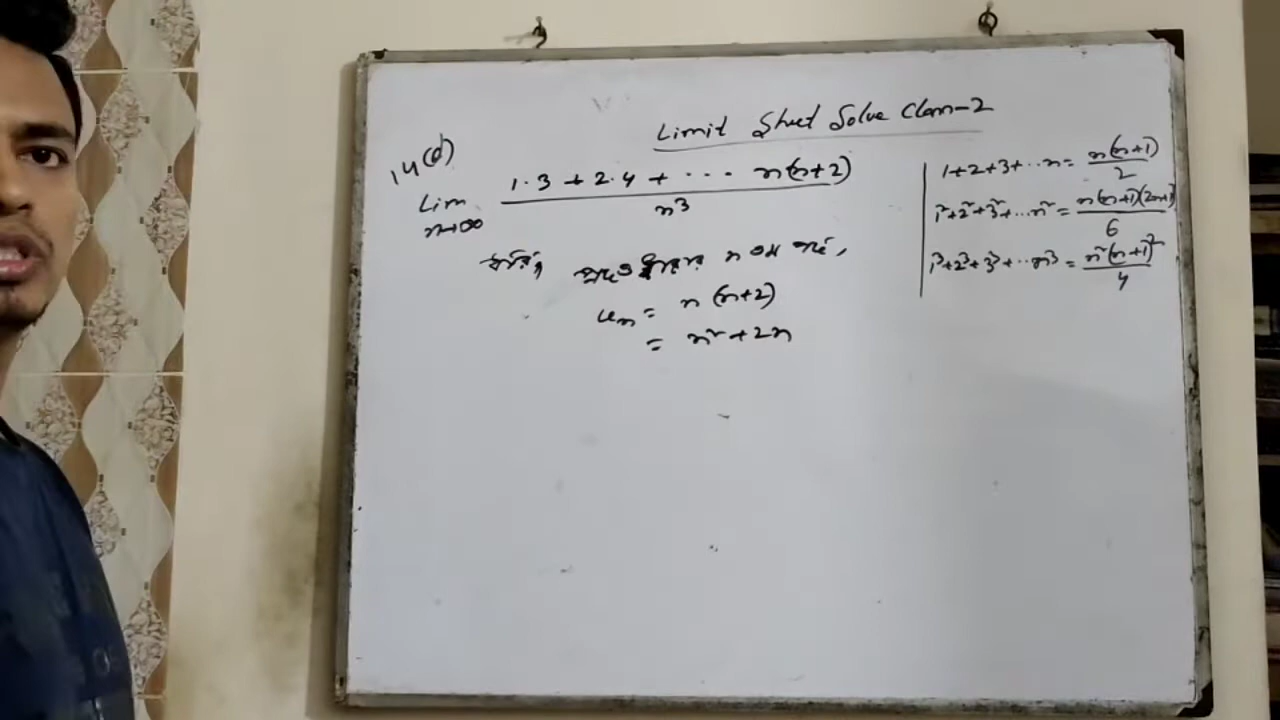 Limit Sheet Solve Class-2
14(d)
Lim n→∞ (1·3 + 2·4 + ··· n(n+2)) / n³
ধরি, প্রদত্ত ধারার n তম পদ,
uₙ = n(n+2)
= n² + 2n
1+2+3+···n = n(n+1)/2
1²+2²+3²+···n² = n(n+1)(2n+1)/6
1³+2³+3³+···n³ = n²(n+1)²/4